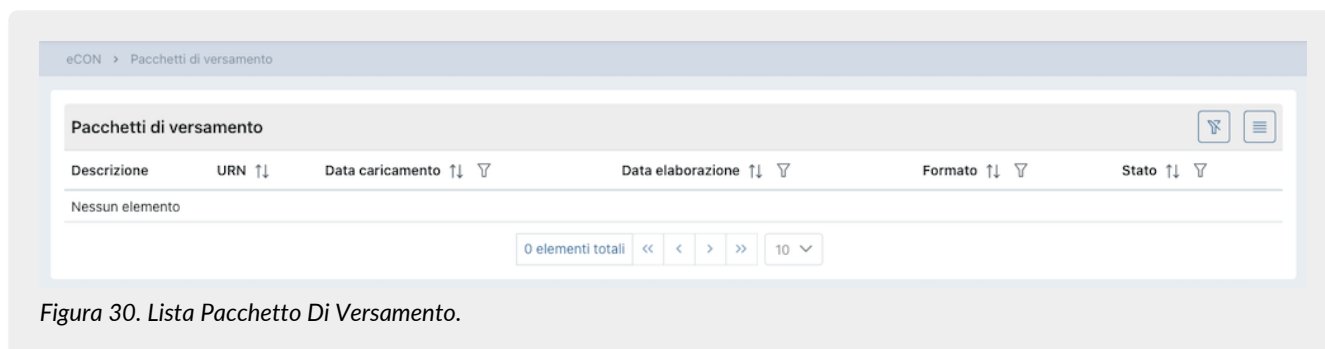 eCON > Pacchetti di versamento
Pacchetti di versamento
Descrizione URN Data caricamento Data elaborazione Formato Stato
Nessun elemento
0 elementi totali << < > >> 10
Figura 30. Lista Pacchetto Di Versamento.